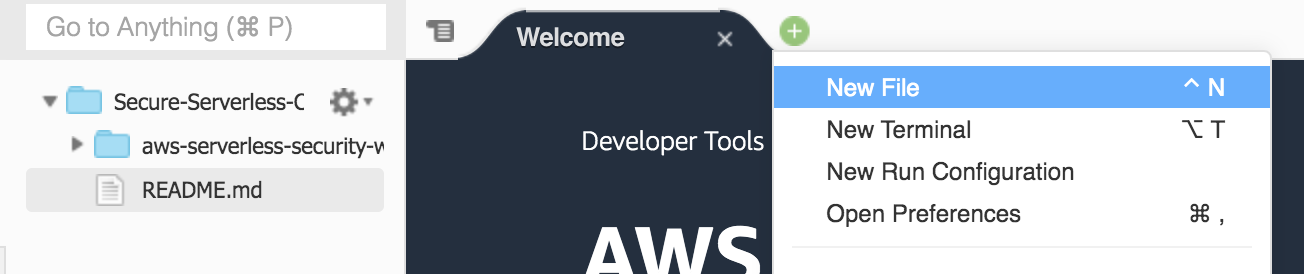 Go to Anything (⌘ P)
Welcome
Secure-Serverless-C
aws-serverless-security-w
README.md
Developer Tools
AWS
New File ^ N
New Terminal ⌥ T
New Run Configuration
Open Preferences ⌘ ,